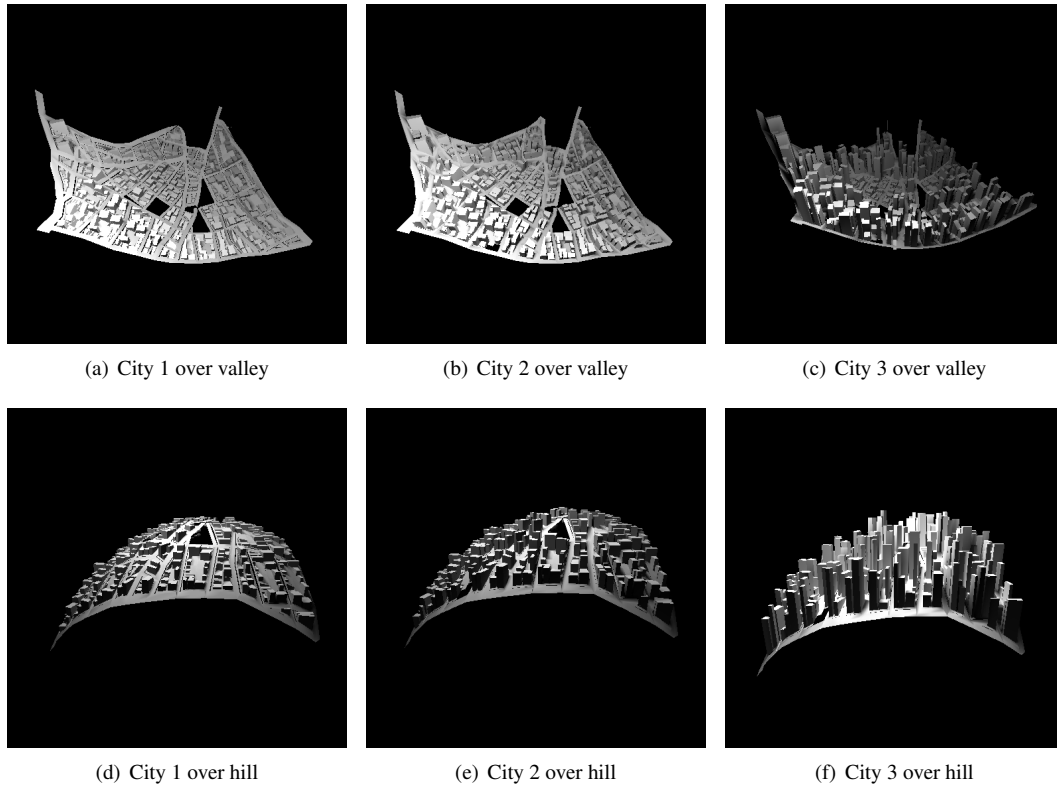 (a) City 1 over valley
(b) City 2 over valley
(c) City 3 over valley
(d) City 1 over hill
(e) City 2 over hill
(f) City 3 over hill